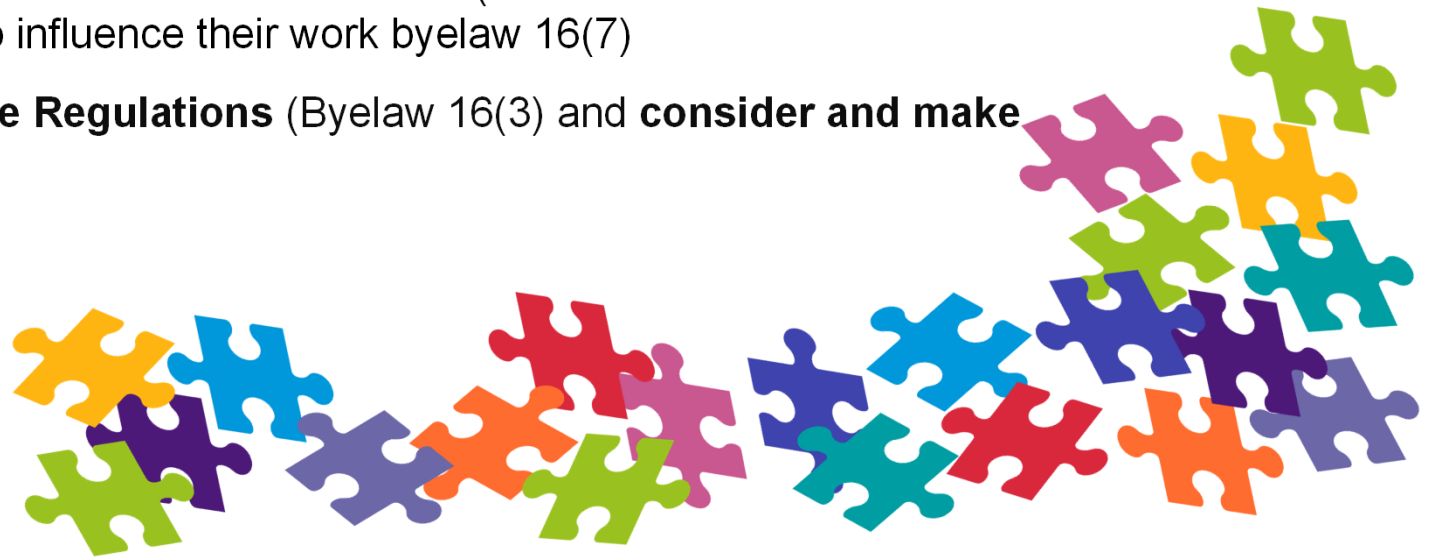 influence their work byelaw 16(7)
e Regulations (Byelaw 16(3) and consider and make